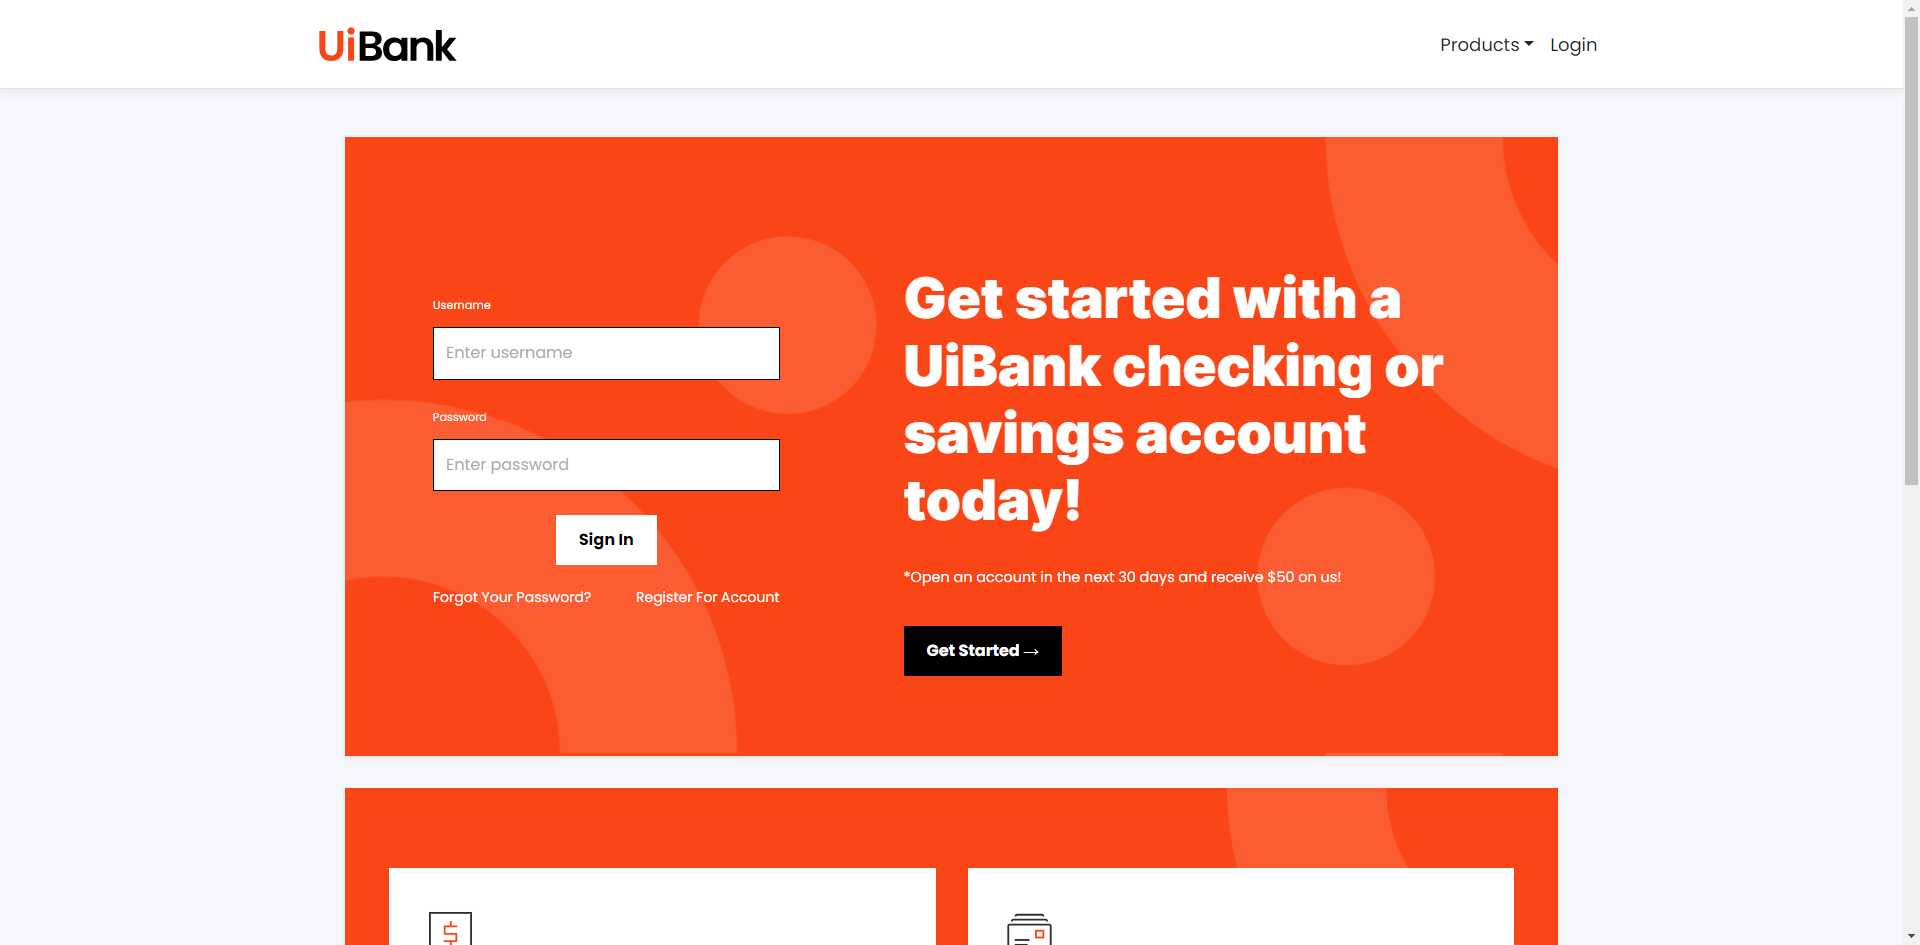 UiBank
Products
Login
Username
Enter username
Password
Enter password
Sign In
Forgot Your Password?
Register For Account
Get started with a
UiBank checking or
savings account
today!
*Open an account in the next 30 days and receive $50 on us!
Get Started →